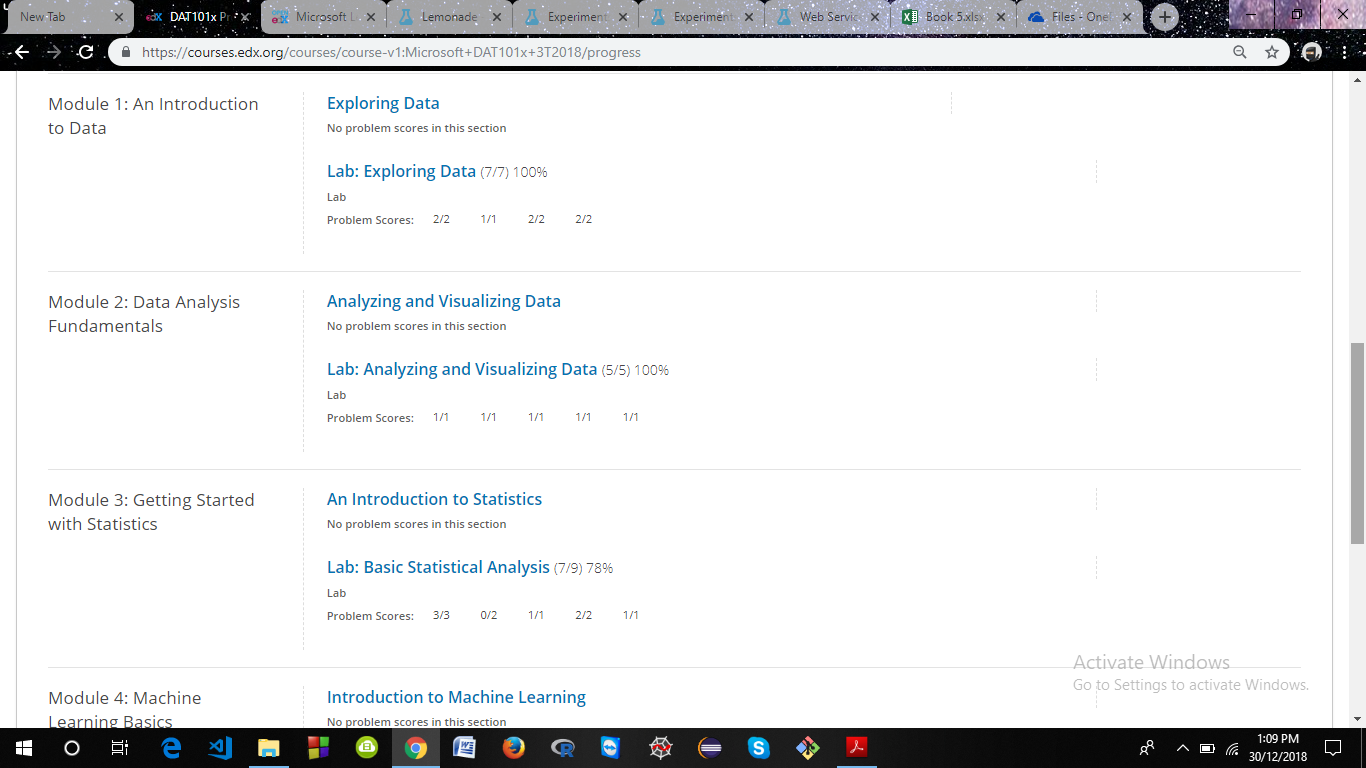 New Tab
DAT101x Pr
Microsoft L
Lemonade
Experiment
Experiment
Web Servic
Book 5.xlsx
Files - OneD
https://courses.edx.org/courses/course-v1:Microsoft+DAT101x+3T2018/progress
Module 1: An Introduction
to Data
Exploring Data
No problem scores in this section
Lab: Exploring Data (7/7) 100%
Lab
Problem Scores: 2/2 1/1 2/2 2/2
Module 2: Data Analysis
Fundamentals
Analyzing and Visualizing Data
No problem scores in this section
Lab: Analyzing and Visualizing Data (5/5) 100%
Lab
Problem Scores: 1/1 1/1 1/1 1/1 1/1
Module 3: Getting Started
with Statistics
An Introduction to Statistics
No problem scores in this section
Lab: Basic Statistical Analysis (7/9) 78%
Lab
Problem Scores: 3/3 0/2 1/1 2/2 1/1
Activate Windows
Go to Settings to activate Windows.
Module 4: Machine
Learning Basics
Introduction to Machine Learning
No problem scores in this section
1:09 PM
30/12/2018